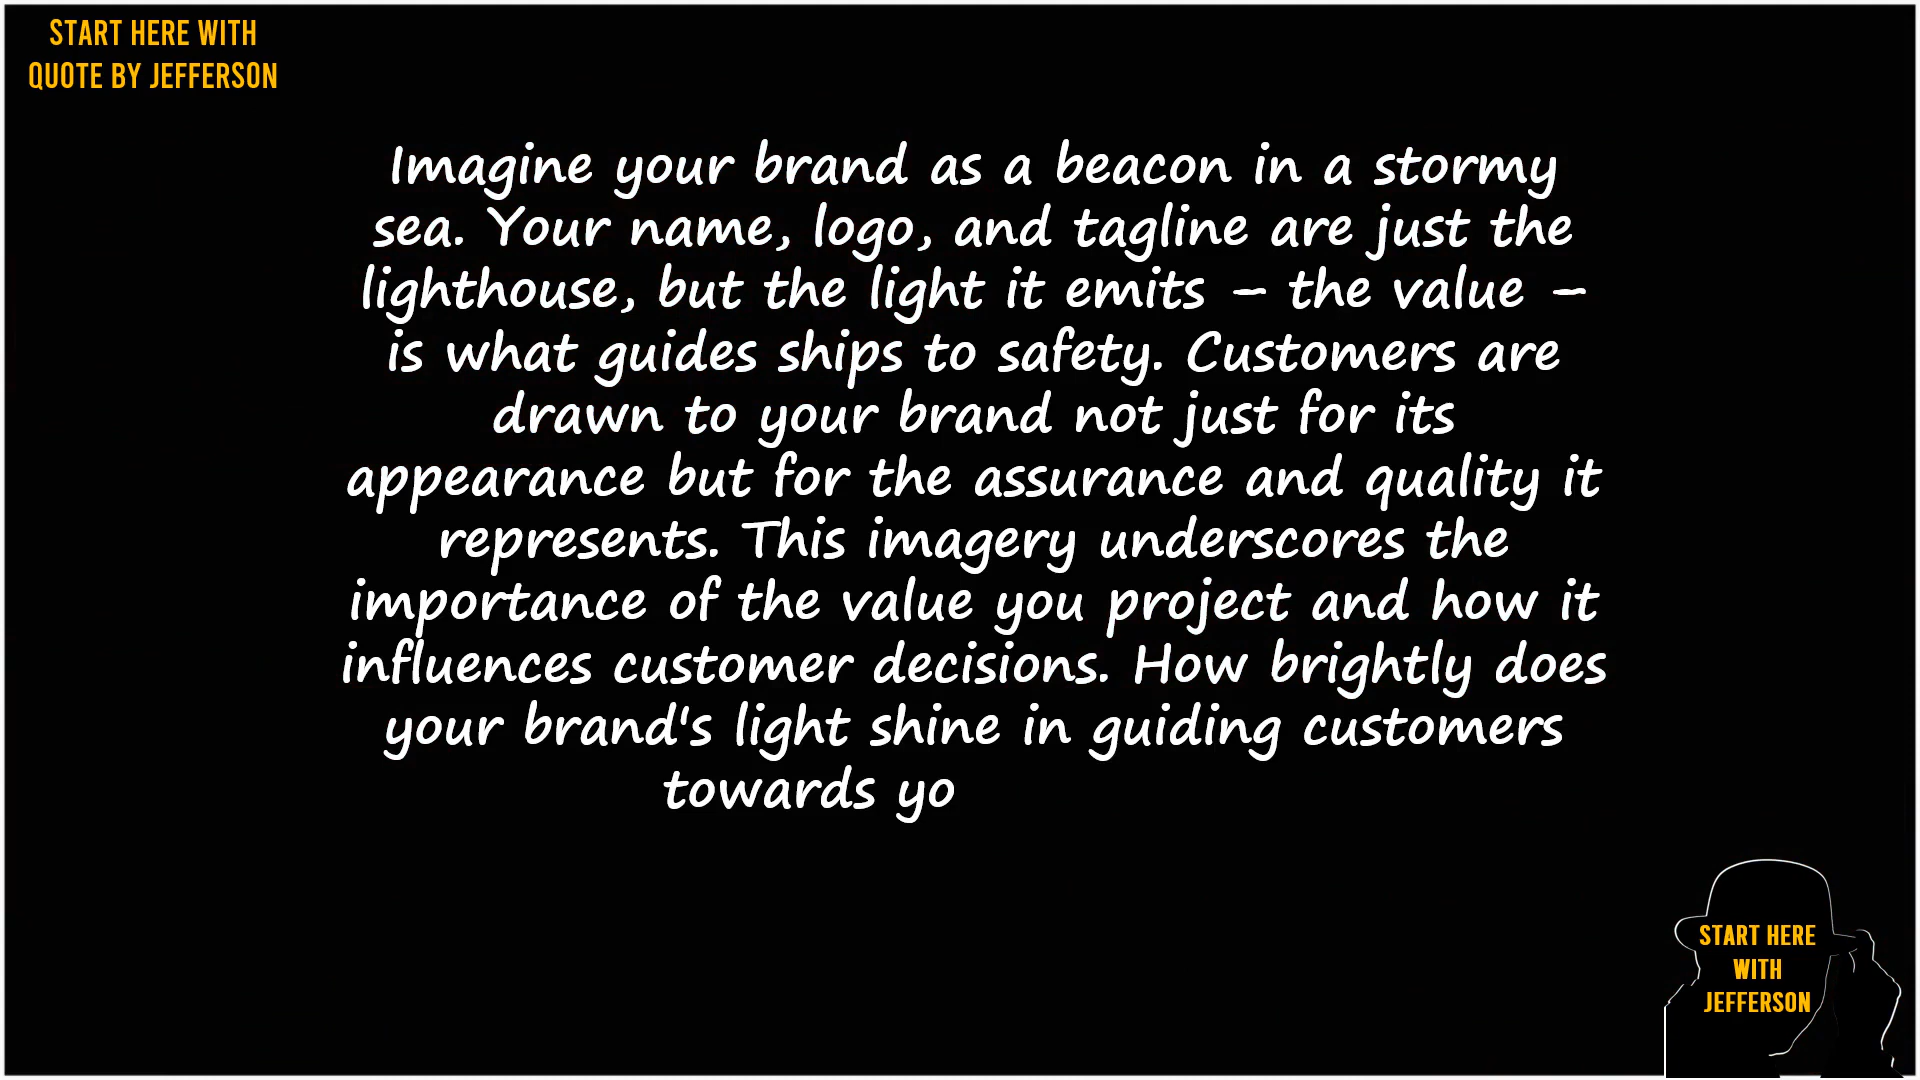 START HERE WITH
QUOTE BY JEFFERSON
Imagine your brand as a beacon in a stormy
sea. Your name, logo, and tagline are just the
lighthouse, but the light it emits – the value –
is what guides ships to safety. Customers are
drawn to your brand not just for its
appearance but for the assurance and quality it
represents. This imagery underscores the
importance of the value you project and how it
influences customer decisions. How brightly does
your brand's light shine in guiding customers
towards yo
START HERE
WITH
JEFFERSON